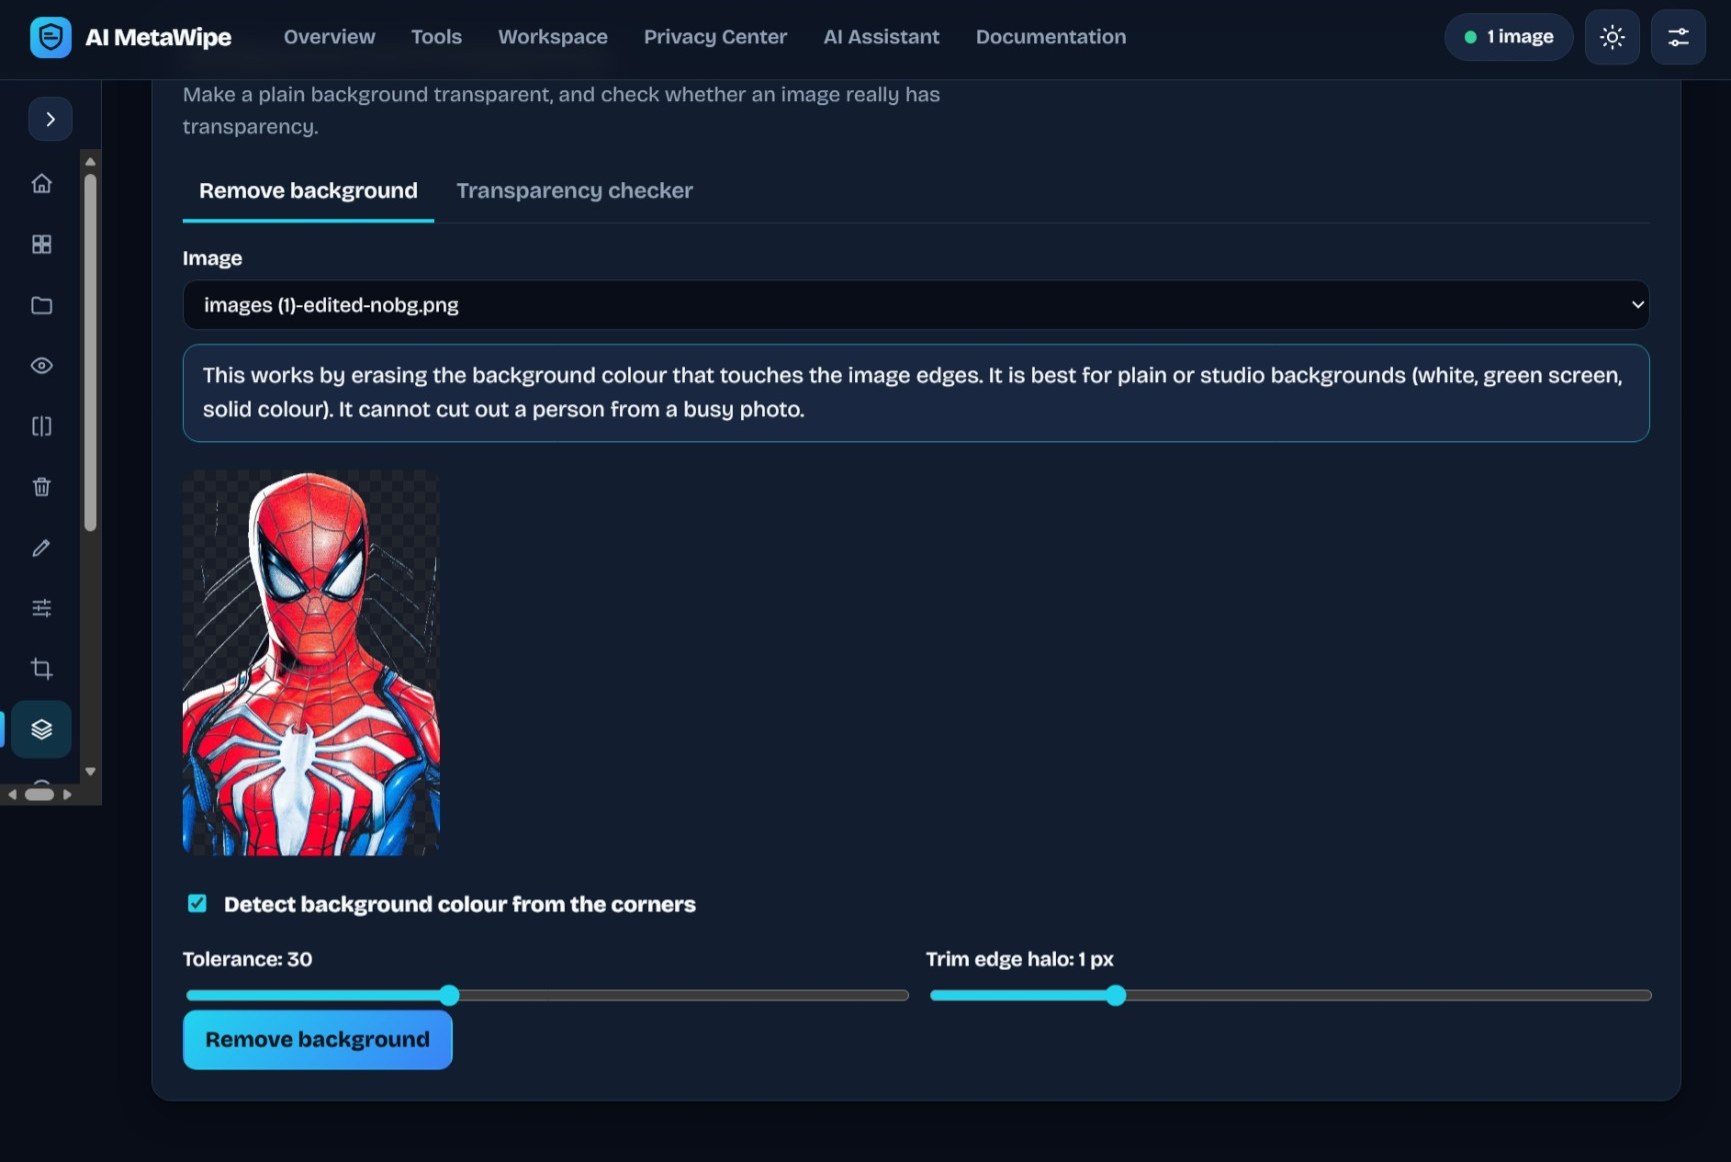 AI MetaWipe
Overview
Tools
Workspace
Privacy Center
AI Assistant
Documentation
1 image
Make a plain background transparent, and check whether an image really has
transparency.
Remove background
Transparency checker
Image
images (1)-edited-nobg.png
This works by erasing the background colour that touches the image edges. It is best for plain or studio backgrounds (white, green screen,
solid colour). It cannot cut out a person from a busy photo.
Detect background colour from the corners
Tolerance: 30
Trim edge halo: 1 px
Remove background